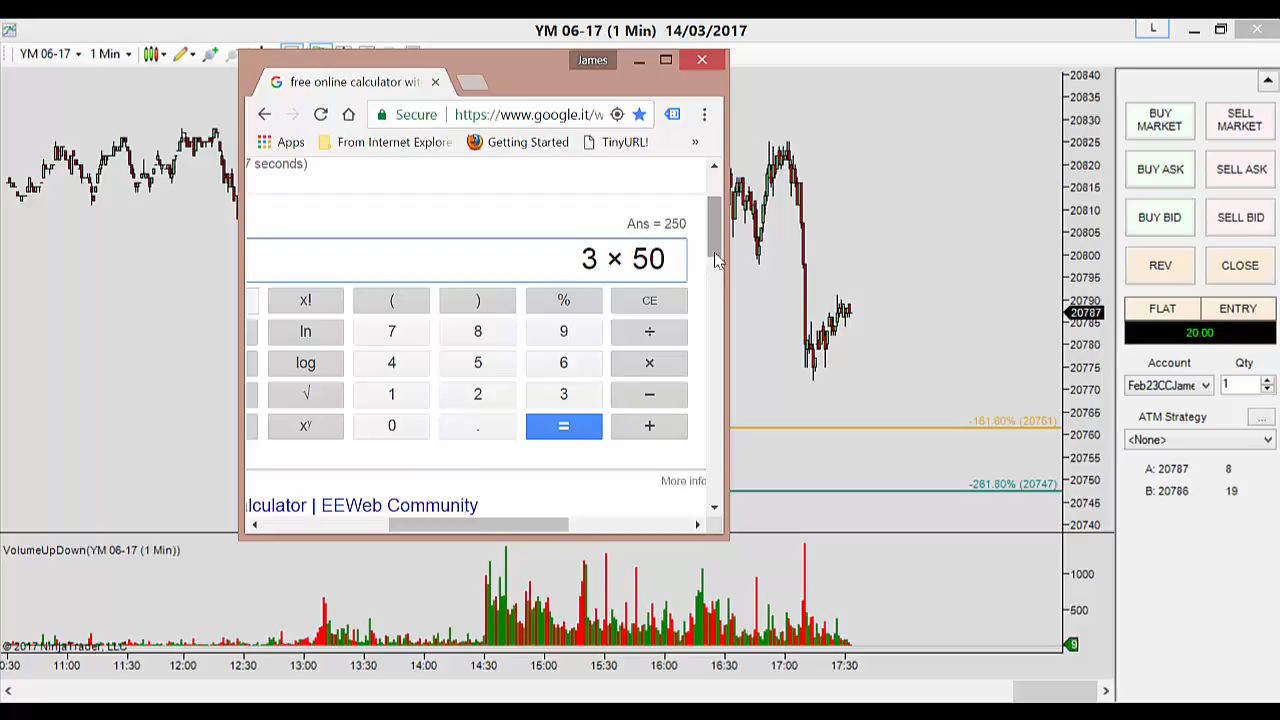 YM 06-17 (1 Min) 14/03/2017
L
YM 06-17
1 Min
James
free online calculator wit
Secure
https://www.google.it/w
Apps
From Internet Explore
Getting Started
TinyURL!
»
7 seconds)
Ans = 250
3 × 50
x! ( ) % CE
ln 7 8 9 ÷
log 4 5 6 ×
√ 1 2 3 −
xʸ 0 . = +
More info
lculator | EEWeb Community
20840
20835
20830
20825
20820
20815
20810
20805
20800
20795
20790
20787
20785
20780
20775
20770
20765
20760
20755
20750
20745
20740
-161.80% (20761)
-261.80% (20747)
BUY MARKET
SELL MARKET
BUY ASK
SELL ASK
BUY BID
SELL BID
REV
CLOSE
FLAT
ENTRY
20.00
Account
Qty
Feb23CCJame
1
ATM Strategy
...
<None>
A: 20787 8
B: 20786 19
VolumeUpDown(YM 06-17 (1 Min))
1000
500
9
© 2017 NinjaTrader, LLC
0:30 11:00 11:30 12:00 12:30 13:00 13:30 14:00 14:30 15:00 15:30 16:00 16:30 17:00 17:30